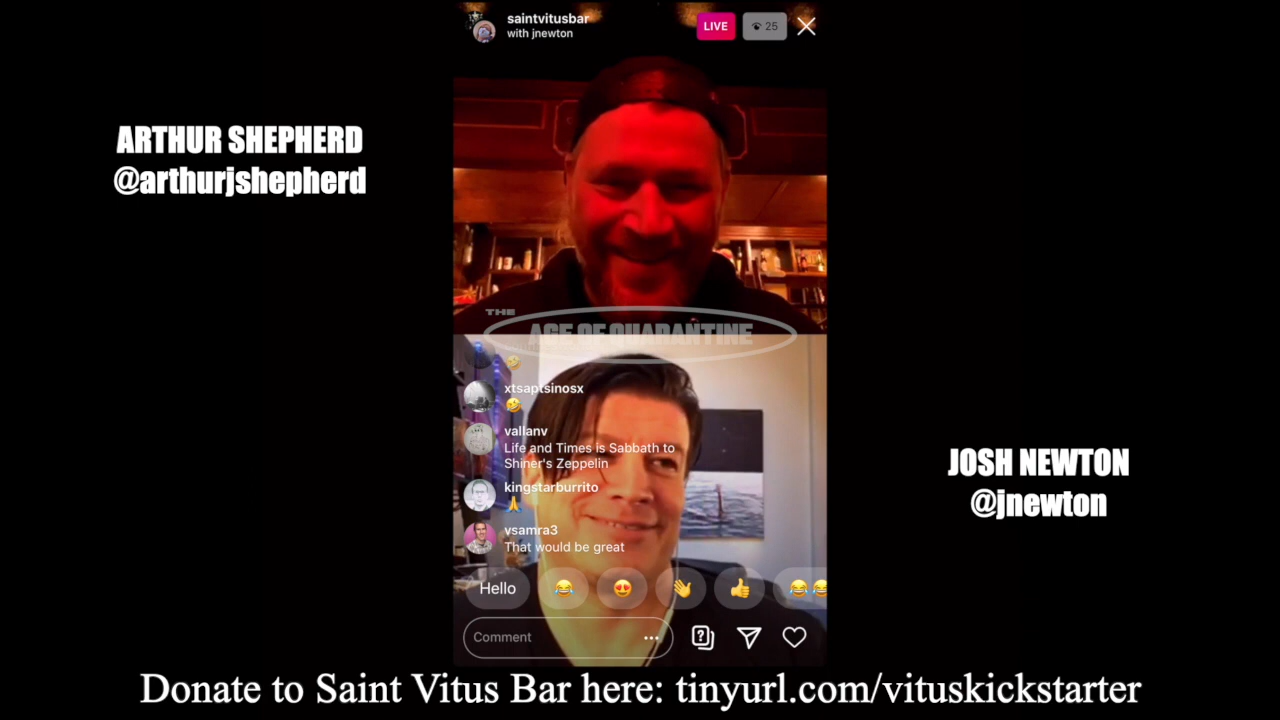 saintvitusbar
with jnewton
LIVE
25
ARTHUR SHEPHERD
@arthurjshepherd
THE
AGE OF QUARANTINE
xtsaptsinosx
vallanv
Life and Times is Sabbath to
Shiner's Zeppelin
kingstarburrito
vsamra3
That would be great
JOSH NEWTON
@jnewton
Hello
Comment
Donate to Saint Vitus Bar here: tinyurl.com/vituskickstarter